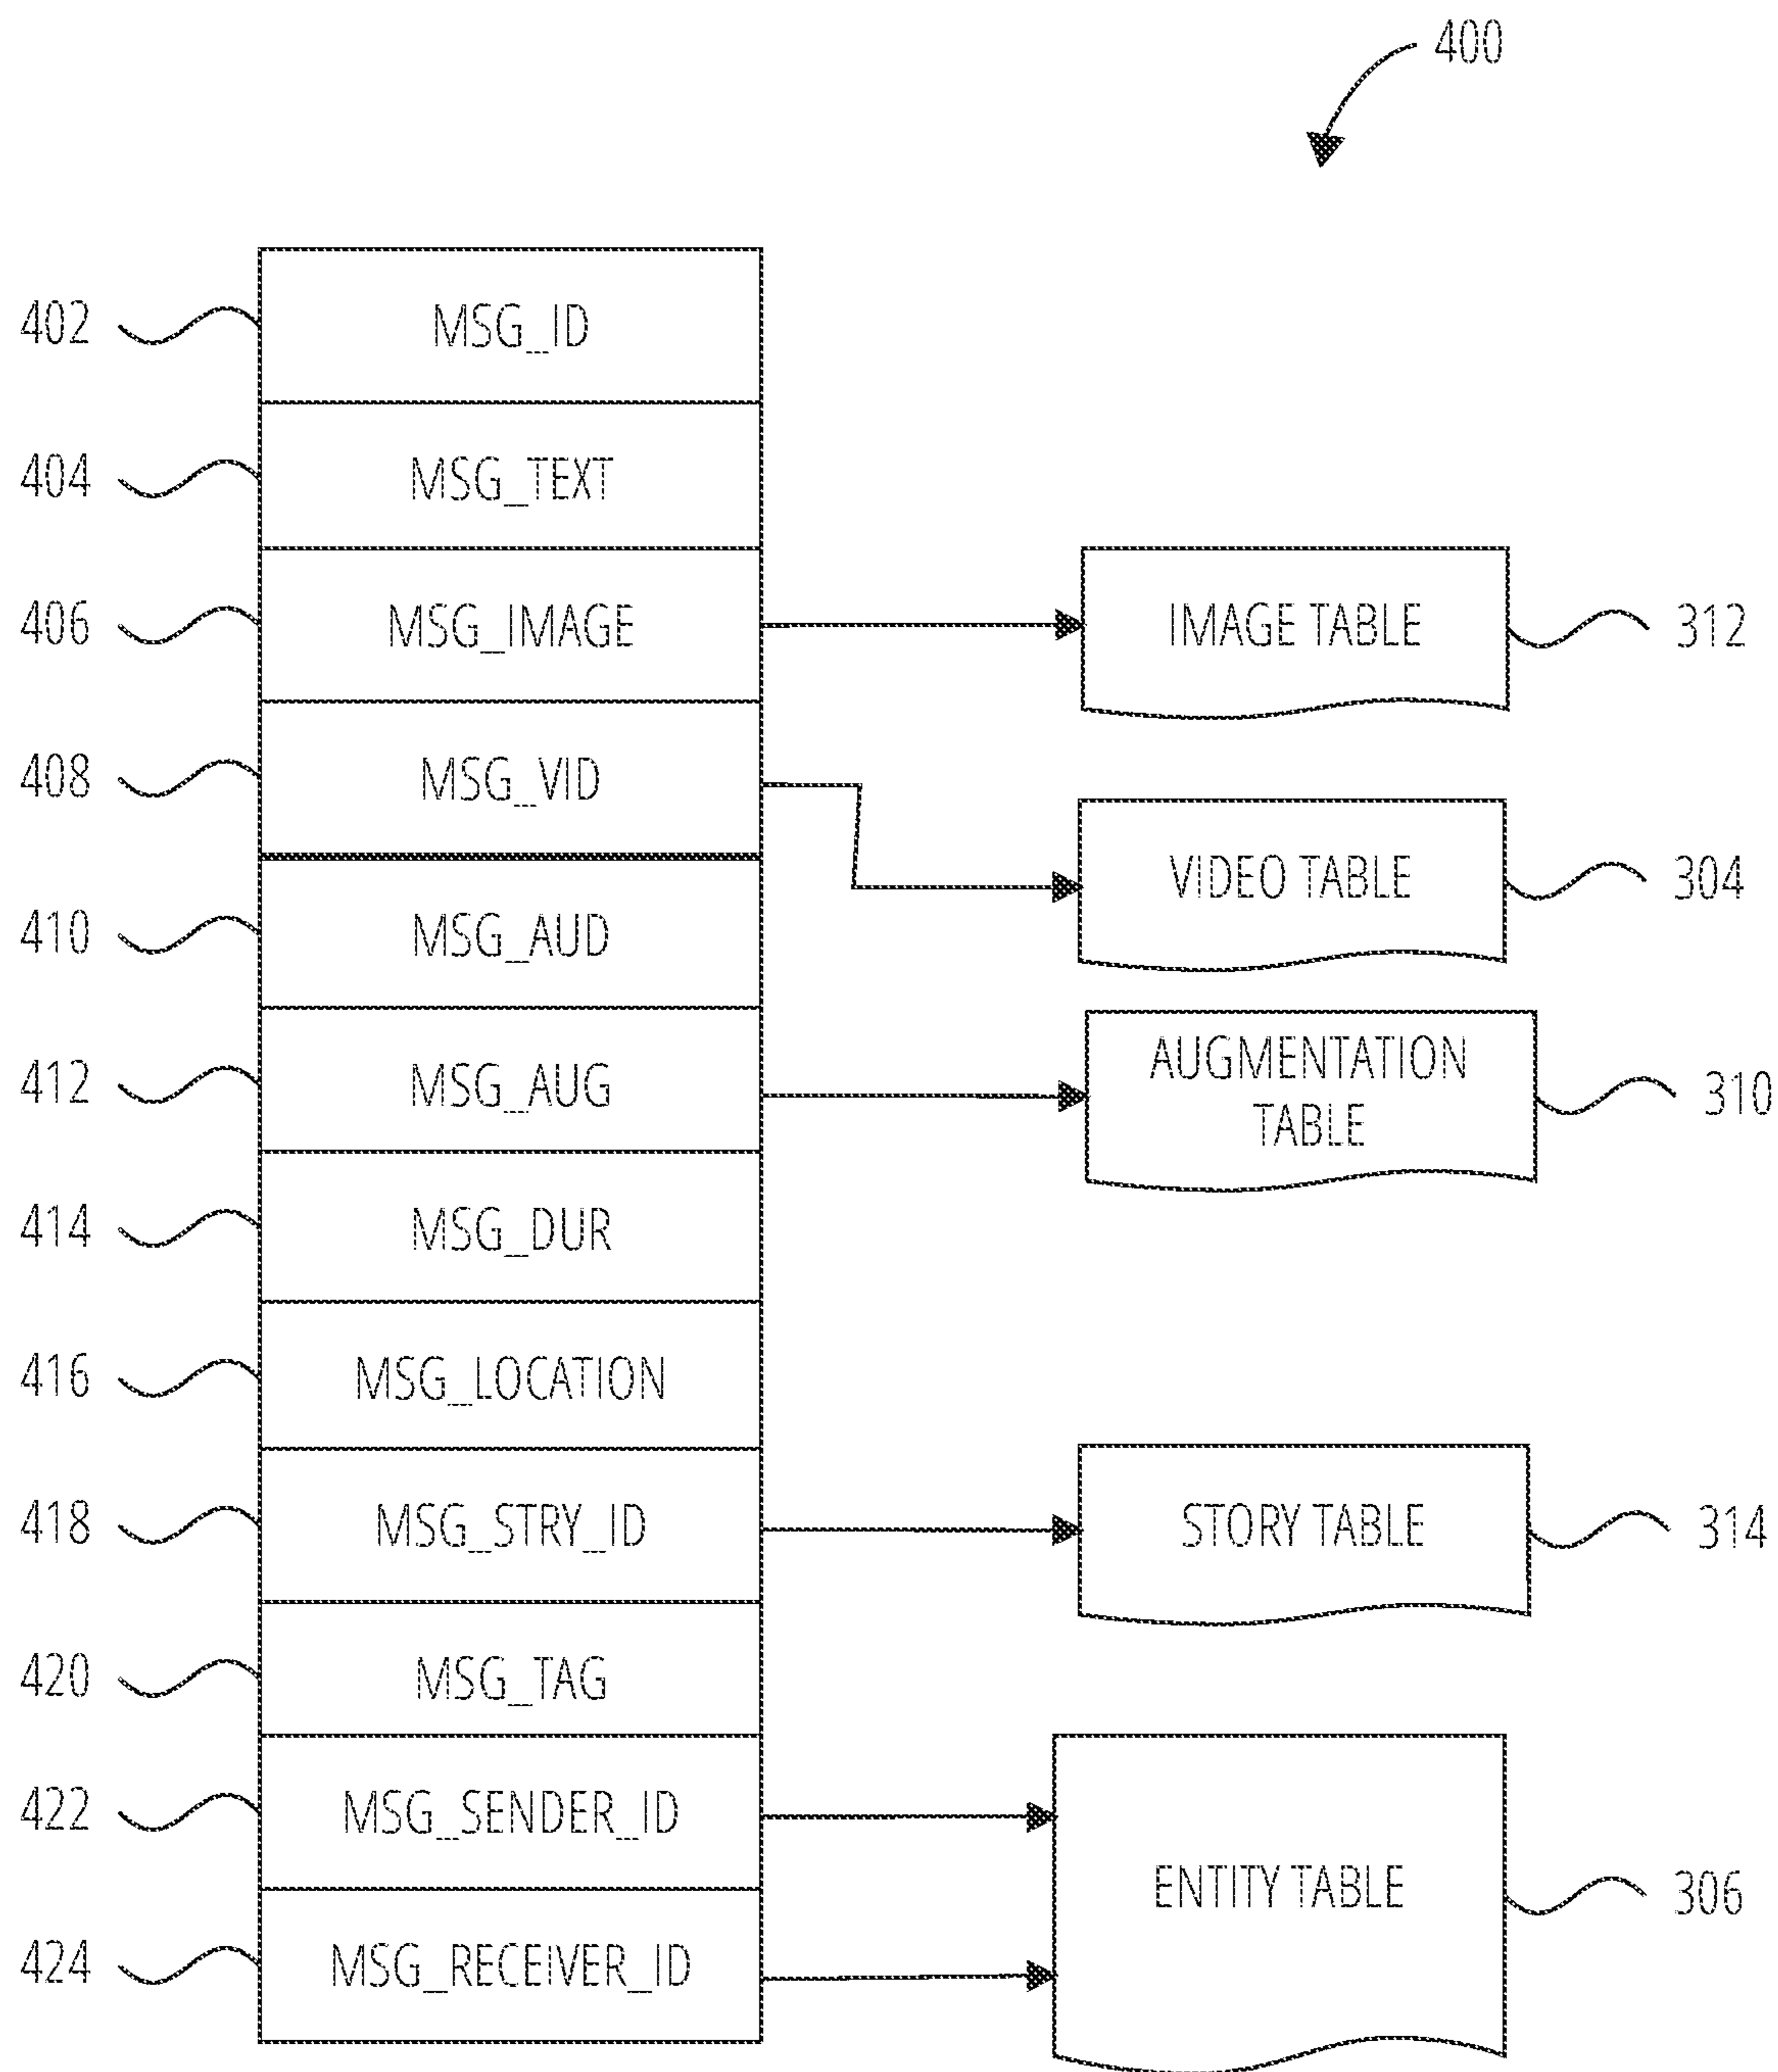 400
402 MSG_ID
404 MSG_TEXT
406 MSG_IMAGE IMAGE TABLE 312
408 MSG_VID
VIDEO TABLE 304
410 MSG_AUD
412 MSG_AUG AUGMENTATION
TABLE 310
414 MSG_DUR
416 MSG_LOCATION
418 MSG_STRY_ID STORY TABLE 314
420 MSG_TAG
422 MSG_SENDER_ID
ENTITY TABLE 306
424 MSG_RECEIVER_ID